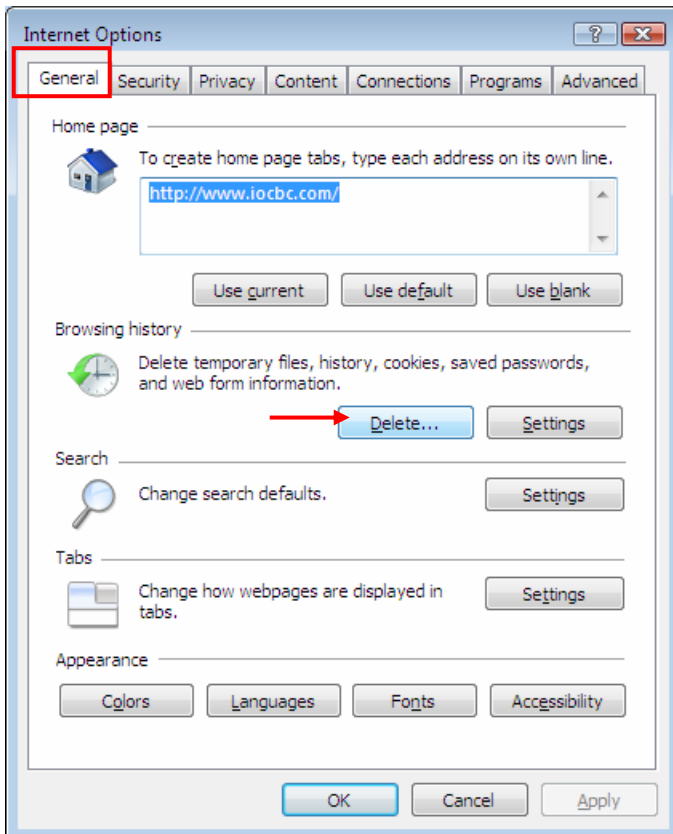 Internet Options
General Security Privacy Content Connections Programs Advanced
Home page
To create home page tabs, type each address on its own line.
http://www.iocbc.com/
Use current Use default Use blank
Browsing history
Delete temporary files, history, cookies, saved passwords,
and web form information.
Delete... Settings
Search
Change search defaults. Settings
Tabs
Change how webpages are displayed in
tabs. Settings
Appearance
Colors Languages Fonts Accessibility
OK Cancel Apply